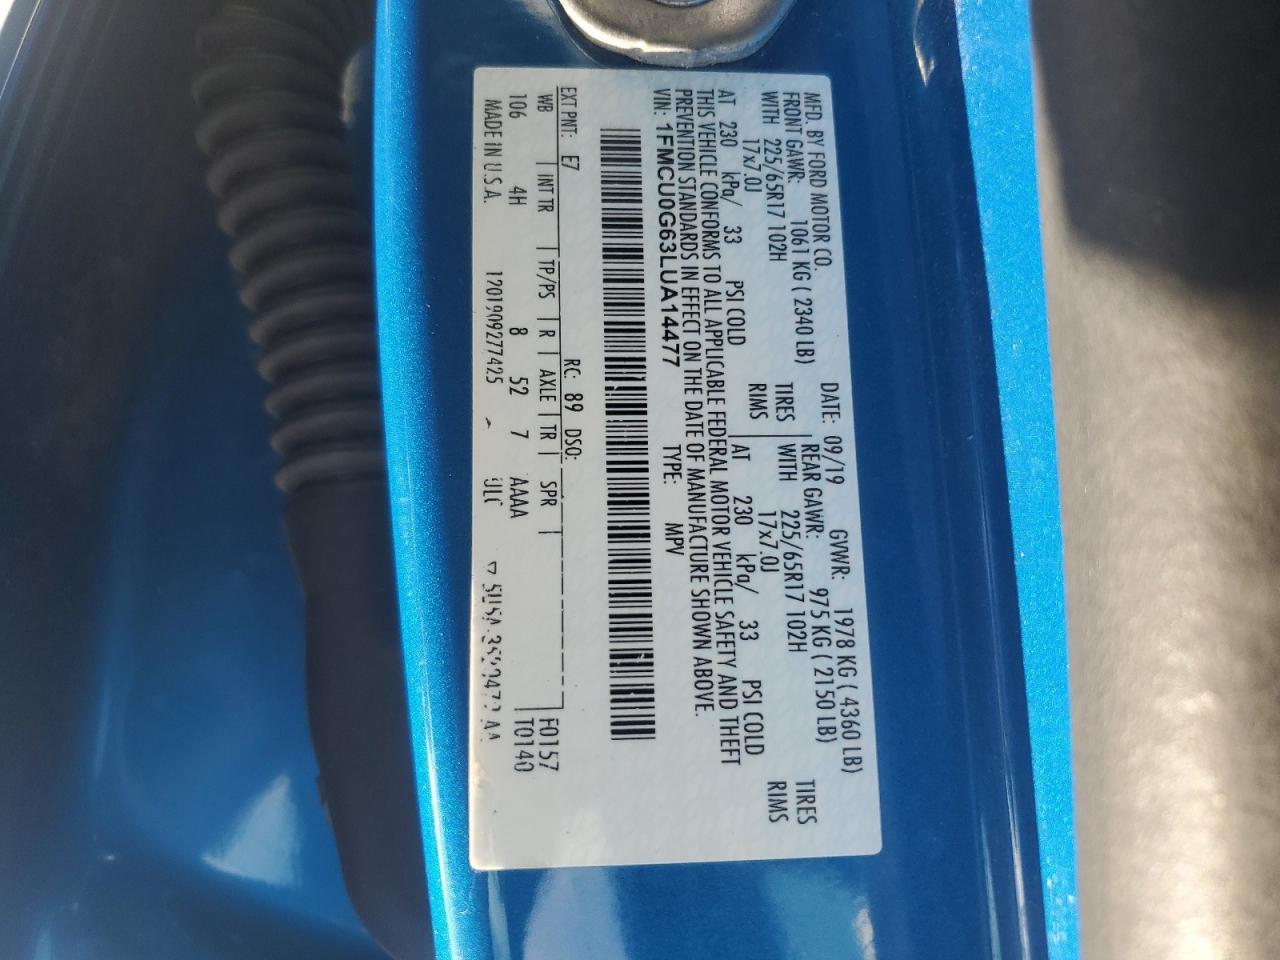 MFD. BY FORD MOTOR CO. DATE: 09/19 GVWR: 1978 KG ( 4360 LB)
FRONT GAWR: 1061 KG ( 2340 LB) REAR GAWR: 975 KG ( 2150 LB)
WITH 225/65R17 102H TIRES WITH 225/65R17 102H TIRES
17x7.0J RIMS 17x7.0J RIMS
AT 230 kPa/ 33 PSI COLD AT 230 kPa/ 33 PSI COLD
THIS VEHICLE CONFORMS TO ALL APPLICABLE FEDERAL MOTOR VEHICLE SAFETY AND THEFT
PREVENTION STANDARDS IN EFFECT ON THE DATE OF MANUFACTURE SHOWN ABOVE.
VIN: 1FMCU0G63LUA14477 TYPE: MPV
EXT PNT: E7 RC: 89 DSO:
WB INT TR TP/PS R AXLE TR SPR F0157
106 4H 8 52 7 AAAA T0140
MADE IN U.S.A. 1201909277425